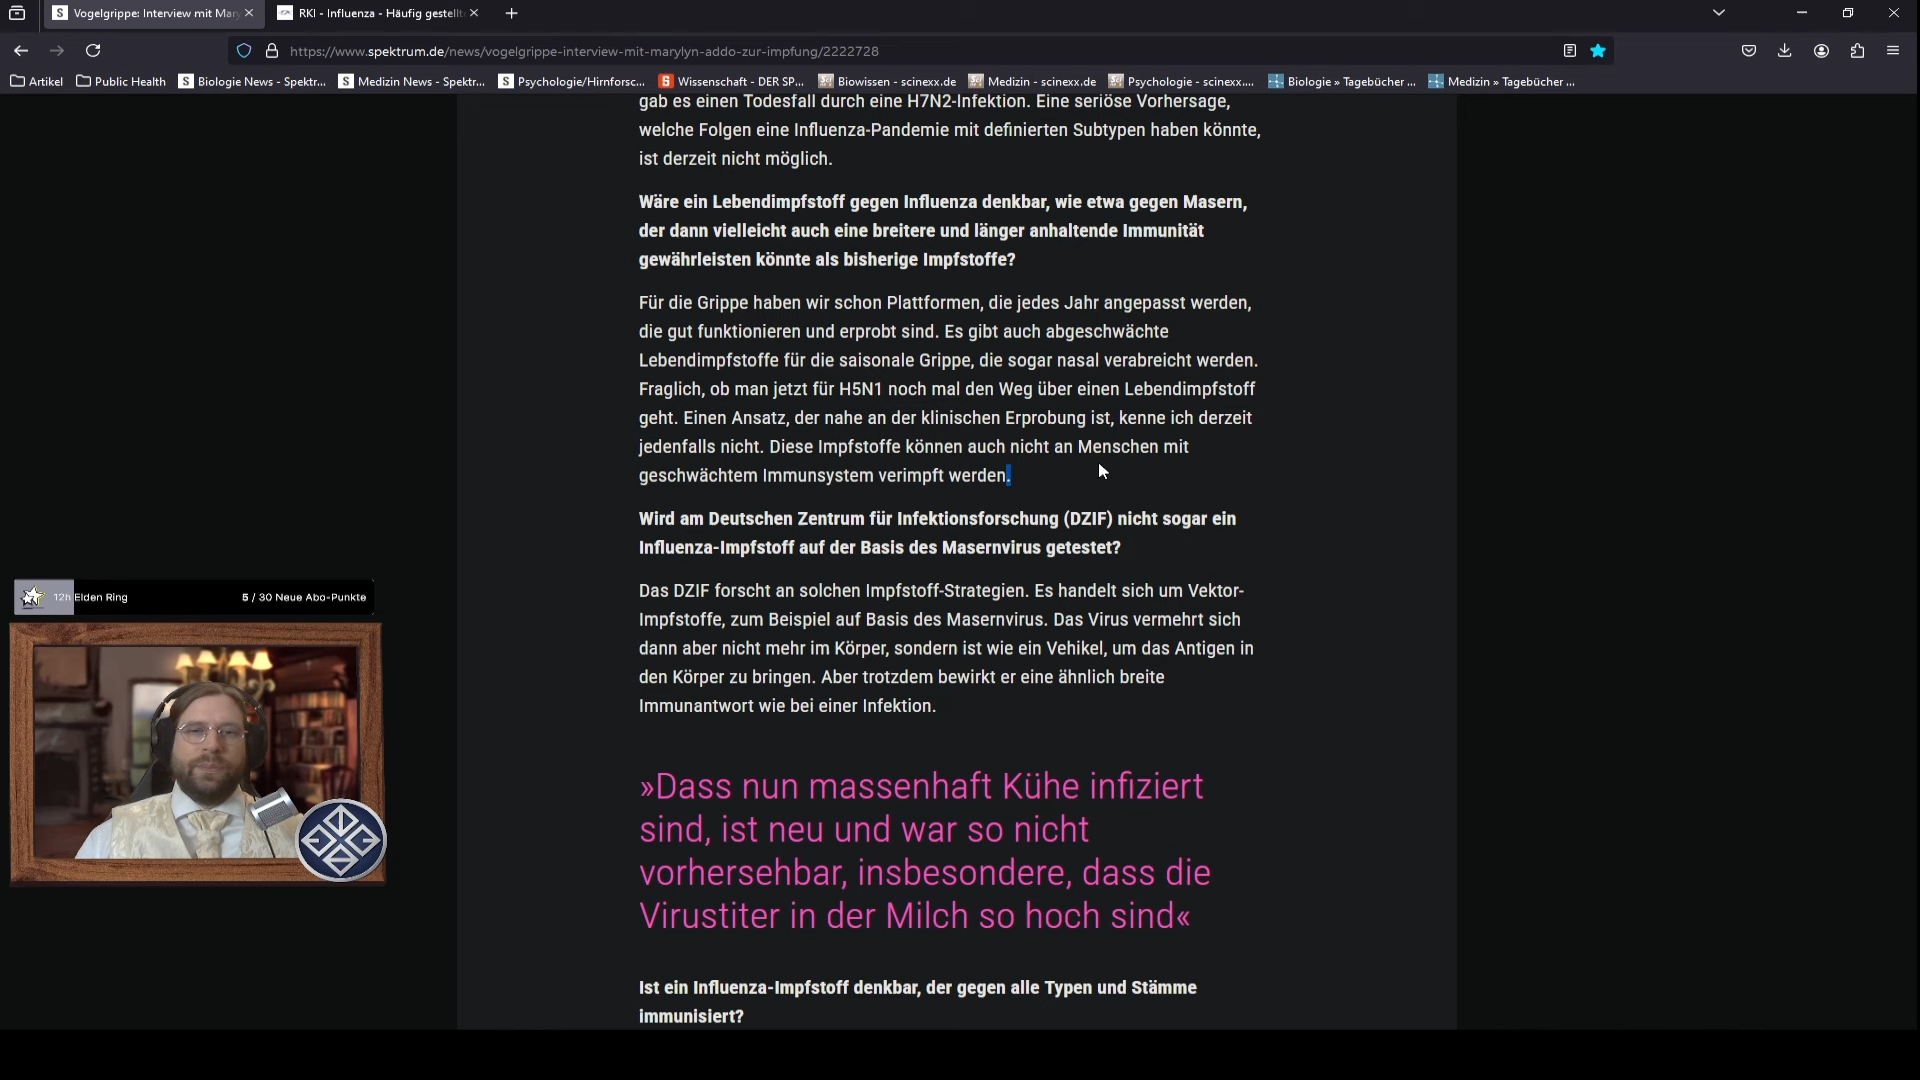 Vogelgrippe: Interview mit Mar
RKI - Influenza - Häufig gestellt
https://www.spektrum.de/news/vogelgrippe-interview-mit-marylyn-addo-zur-impfung/2222728
Artikel
Public Health
Biologie News - Spektr...
Medizin News - Spektr...
Psychologie/Hirnforsc...
Wissenschaft - DER SP...
Biowissen - scinexx.de
Medizin - scinexx.de
Psychologie - scinexx....
Biologie » Tagebücher ...
Medizin » Tagebücher ...
gab es einen Todesfall durch eine H7N2-Infektion. Eine seriöse Vorhersage,
welche Folgen eine Influenza-Pandemie mit definierten Subtypen haben könnte,
ist derzeit nicht möglich.
Wäre ein Lebendimpfstoff gegen Influenza denkbar, wie etwa gegen Masern,
der dann vielleicht auch eine breitere und länger anhaltende Immunität
gewährleisten könnte als bisherige Impfstoffe?
Für die Grippe haben wir schon Plattformen, die jedes Jahr angepasst werden,
die gut funktionieren und erprobt sind. Es gibt auch abgeschwächte
Lebendimpfstoffe für die saisonale Grippe, die sogar nasal verabreicht werden.
Fraglich, ob man jetzt für H5N1 noch mal den Weg über einen Lebendimpfstoff
geht. Einen Ansatz, der nahe an der klinischen Erprobung ist, kenne ich derzeit
jedenfalls nicht. Diese Impfstoffe können auch nicht an Menschen mit
geschwächtem Immunsystem verimpft werden.
Wird am Deutschen Zentrum für Infektionsforschung (DZIF) nicht sogar ein
Influenza-Impfstoff auf der Basis des Masernvirus getestet?
Das DZIF forscht an solchen Impfstoff-Strategien. Es handelt sich um Vektor-
Impfstoffe, zum Beispiel auf Basis des Masernvirus. Das Virus vermehrt sich
dann aber nicht mehr im Körper, sondern ist wie ein Vehikel, um das Antigen in
den Körper zu bringen. Aber trotzdem bewirkt er eine ähnlich breite
Immunantwort wie bei einer Infektion.
»Dass nun massenhaft Kühe infiziert
sind, ist neu und war so nicht
vorhersehbar, insbesondere, dass die
Virustiter in der Milch so hoch sind«
Ist ein Influenza-Impfstoff denkbar, der gegen alle Typen und Stämme
immunisiert?
12h Elden Ring
5 / 30 Neue Abo-Punkte